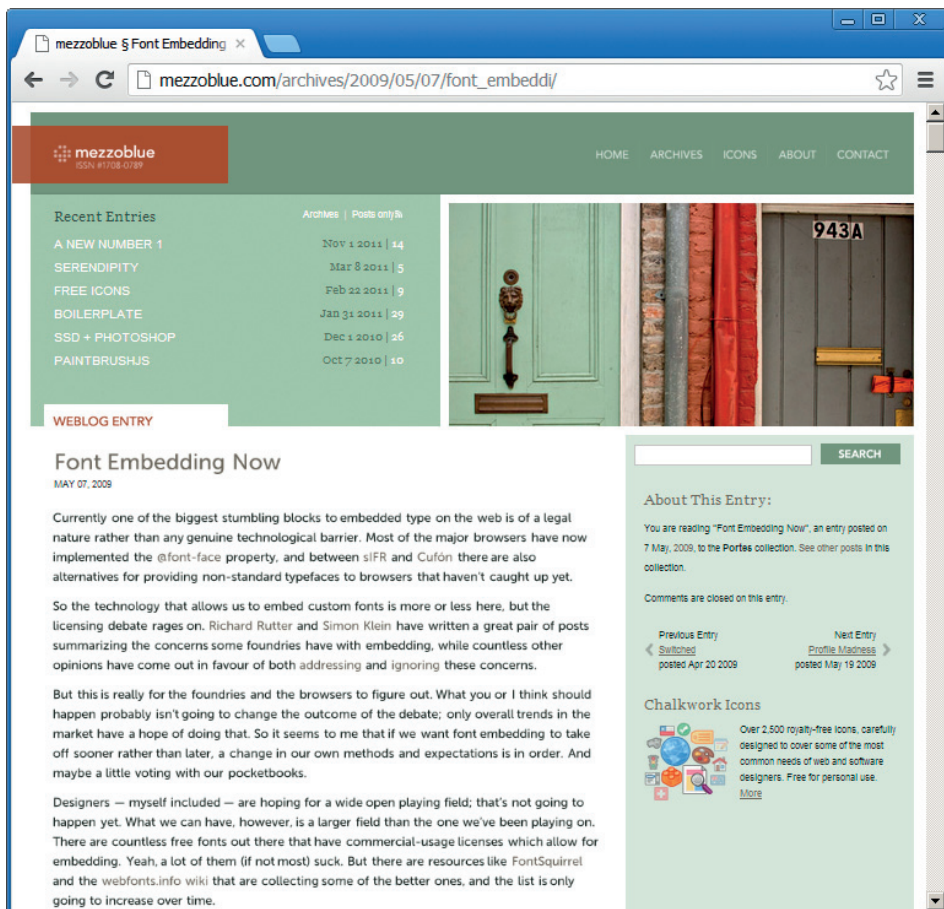 mezzoblue § Font Embedding
mezzoblue.com/archives/2009/05/07/font_embeddi/
mezzoblue
ISSN #1708-0789
HOME ARCHIVES ICONS ABOUT CONTACT
Recent Entries Archives | Posts only
A NEW NUMBER 1 Nov 1 2011 | 14
SERENDIPITY Mar 8 2011 | 5
FREE ICONS Feb 22 2011 | 9
BOILERPLATE Jan 31 2011 | 29
SSD + PHOTOSHOP Dec 1 2010 | 26
PAINTBRUSHJS Oct 7 2010 | 10
943A
WEBLOG ENTRY
Font Embedding Now
MAY 07, 2009
Currently one of the biggest stumbling blocks to embedded type on the web is of a legal
nature rather than any genuine technological barrier. Most of the major browsers have now
implemented the @font-face property, and between sIFR and Cufón there are also
alternatives for providing non-standard typefaces to browsers that haven't caught up yet.
So the technology that allows us to embed custom fonts is more or less here, but the
licensing debate rages on. Richard Rutter and Simon Klein have written a great pair of posts
summarizing the concerns some foundries have with embedding, while countless other
opinions have come out in favour of both addressing and ignoring these concerns.
But this is really for the foundries and the browsers to figure out. What you or I think should
happen probably isn't going to change the outcome of the debate; only overall trends in the
market have a hope of doing that. So it seems to me that if we want font embedding to take
off sooner rather than later, a change in our own methods and expectations is in order. And
maybe a little voting with our pocketbooks.
Designers — myself included — are hoping for a wide open playing field; that's not going to
happen yet. What we can have, however, is a larger field than the one we've been playing on.
There are countless free fonts out there that have commercial-usage licenses which allow for
embedding. Yeah, a lot of them (if not most) suck. But there are resources like FontSquirrel
and the webfonts.info wiki that are collecting some of the better ones, and the list is only
going to increase over time.
SEARCH
About This Entry:
You are reading "Font Embedding Now", an entry posted on
7 May, 2009, to the Portes collection. See other posts in this
collection.
Comments are closed on this entry.
Previous Entry Next Entry
Switched Profile Madness
posted Apr 20 2009 posted May 19 2009
Chalkwork Icons
Over 2,500 royalty-free icons, carefully
designed to cover some of the most
common needs of web and software
designers. Free for personal use.
More